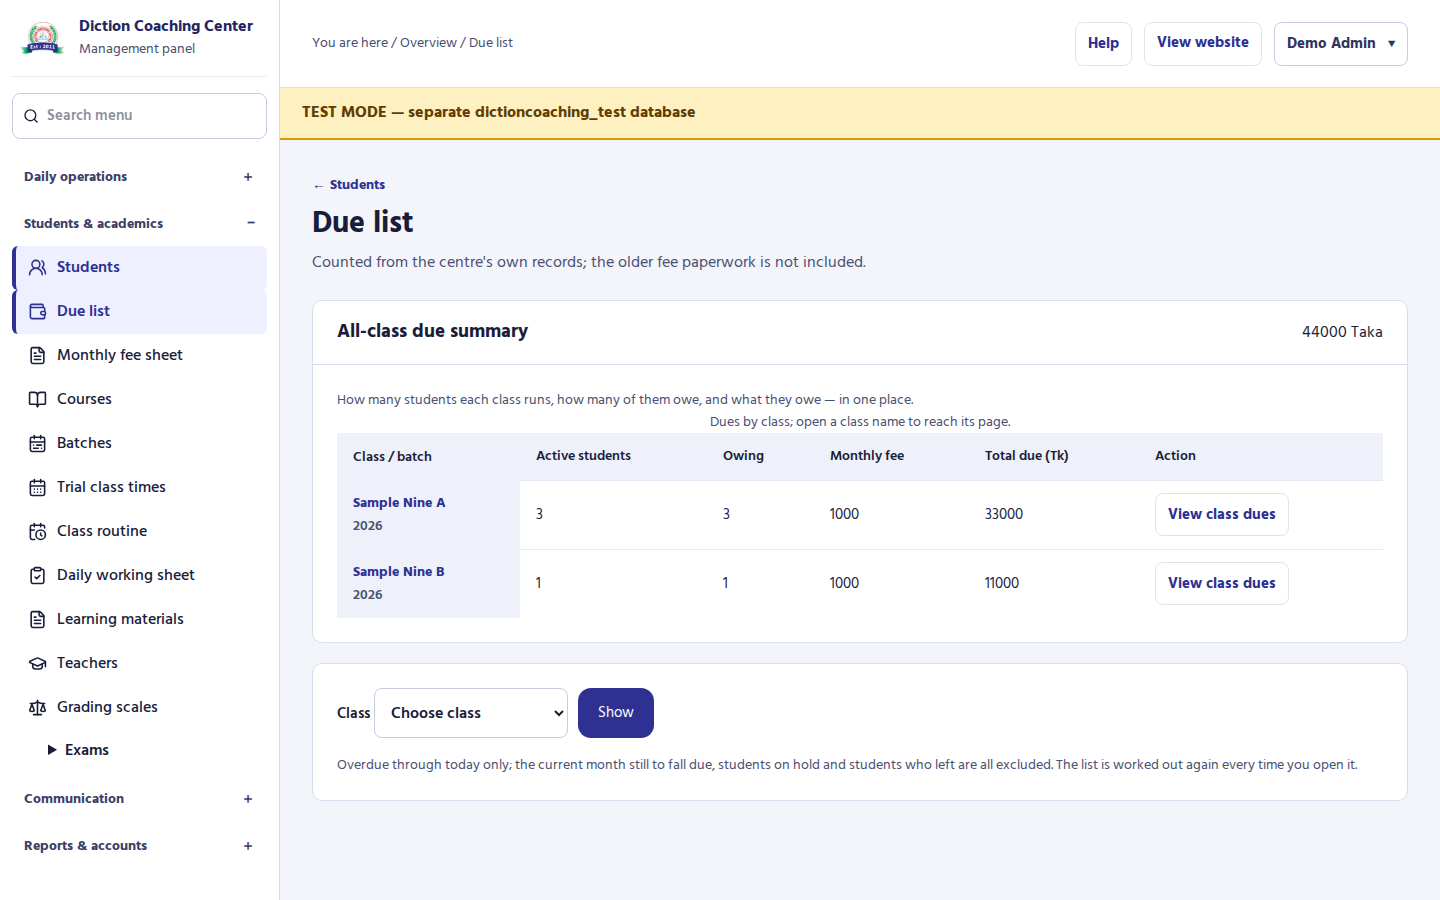 Diction Coaching Center
Management panel
Est : 2011
Search menu
Daily operations +
Students & academics −
Students
Due list
Monthly fee sheet
Courses
Batches
Trial class times
Class routine
Daily working sheet
Learning materials
Teachers
Grading scales
▶ Exams
Communication +
Reports & accounts +
You are here / Overview / Due list
Help
View website
Demo Admin ▼
TEST MODE — separate dictioncoaching_test database
← Students
Due list
Counted from the centre's own records; the older fee paperwork is not included.
All-class due summary 44000 Taka
How many students each class runs, how many of them owe, and what they owe — in one place.
Dues by class; open a class name to reach its page.
Class / batch Active students Owing Monthly fee Total due (Tk) Action
Sample Nine A 2026 3 3 1000 33000 View class dues
Sample Nine B 2026 1 1 1000 11000 View class dues
Class Choose class Show
Overdue through today only; the current month still to fall due, students on hold and students who left are all excluded. The list is worked out again every time you open it.